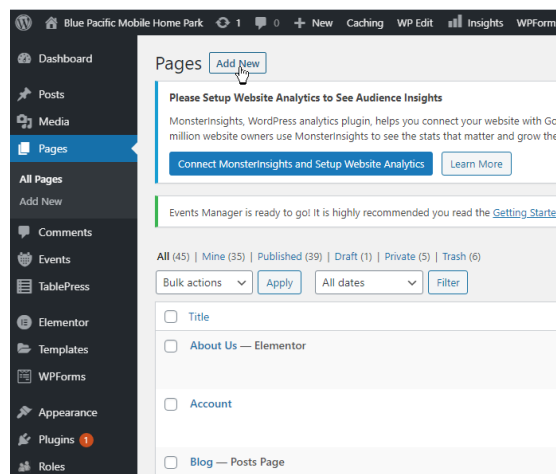 Blue Pacific Mobile Home Park 1 0 New Caching WP Edit Insights WPForm
Dashboard
Posts
Media
Pages
All Pages
Add New
Comments
Events
TablePress
Elementor
Templates
WPForms
Appearance
Plugins 1
Roles
Pages Add New
Please Setup Website Analytics to See Audience Insights
MonsterInsights, WordPress analytics plugin, helps you connect your website with Go
million website owners use MonsterInsights to see the stats that matter and grow the
Connect MonsterInsights and Setup Website Analytics Learn More
Events Manager is ready to go! It is highly recommended you read the Getting Starte
All (45) | Mine (35) | Published (39) | Draft (1) | Private (5) | Trash (6)
Bulk actions Apply All dates Filter
Title
About Us — Elementor
Account
Blog — Posts Page